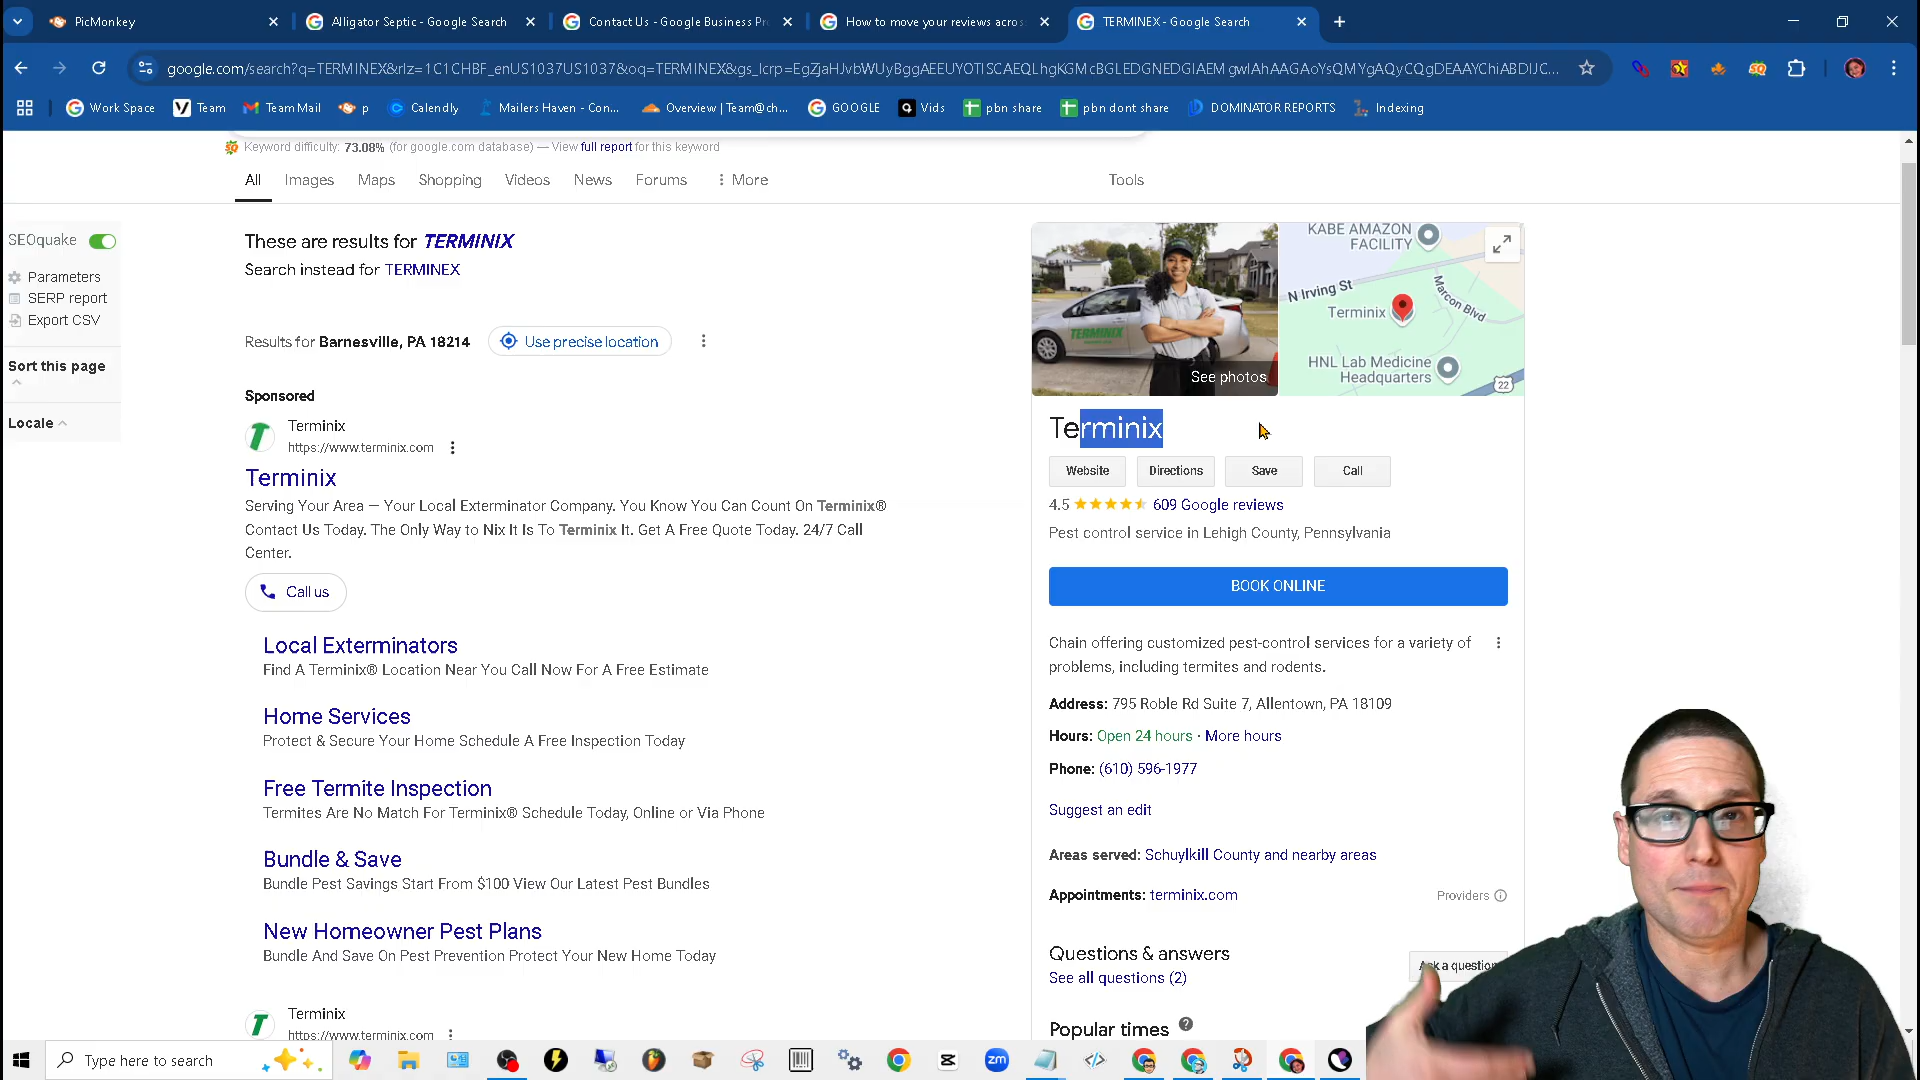 PicMonkey
Alligator Septic - Google Search
Contact Us - Google Business Pr
How to move your reviews acros
TERMINEX - Google Search
google.com/search?q=TERMINEX&rlz=1C1CHBF_enUS1037US1037&oq=TERMINEX&gs_lcrp=EgZjaHJvbWUyBggAEEUYOTISCAEQLhgKGMcBGLEDGNEDGIAEMgwIAhAAGAoYsQMYgAQyCQgDEAAYChiABDIJC...
Work Space
Team
Team Mail
p
Calendly
Mailers Haven - Con...
Overview | Team@ch...
GOOGLE
Vids
pbn share
pbn dont share
DOMINATOR REPORTS
Indexing
Keyword difficulty: 73.08% (for google.com database) — View full report for this keyword
All
Images
Maps
Shopping
Videos
News
Forums
More
Tools
SEOquake
Parameters
SERP report
Export CSV
Sort this page
Locale
These are results for TERMINIX
Search instead for TERMINEX
Results for Barnesville, PA 18214
Use precise location
Sponsored
Terminix
https://www.terminix.com
Terminix
Serving Your Area — Your Local Exterminator Company. You Know You Can Count On Terminix®
Contact Us Today. The Only Way to Nix It Is To Terminix It. Get A Free Quote Today. 24/7 Call
Center.
Call us
Local Exterminators
Find A Terminix® Location Near You Call Now For A Free Estimate
Home Services
Protect & Secure Your Home Schedule A Free Inspection Today
Free Termite Inspection
Termites Are No Match For Terminix® Schedule Today, Online or Via Phone
Bundle & Save
Bundle Pest Savings Start From $100 View Our Latest Pest Bundles
New Homeowner Pest Plans
Bundle And Save On Pest Prevention Protect Your New Home Today
Terminix
https://www.terminix.com
TERMINIX
See photos
KABE AMAZON
FACILITY
N Irving St
Marcon Blvd
Terminix
HNL Lab Medicine
Headquarters
22
Terminix
Website
Directions
Save
Call
4.5
609 Google reviews
Pest control service in Lehigh County, Pennsylvania
BOOK ONLINE
Chain offering customized pest-control services for a variety of
problems, including termites and rodents.
Address: 795 Roble Rd Suite 7, Allentown, PA 18109
Hours: Open 24 hours · More hours
Phone: (610) 596-1977
Suggest an edit
Areas served: Schuylkill County and nearby areas
Appointments: terminix.com
Providers
Questions & answers
See all questions (2)
Ask a question
Popular times
Type here to search
zm